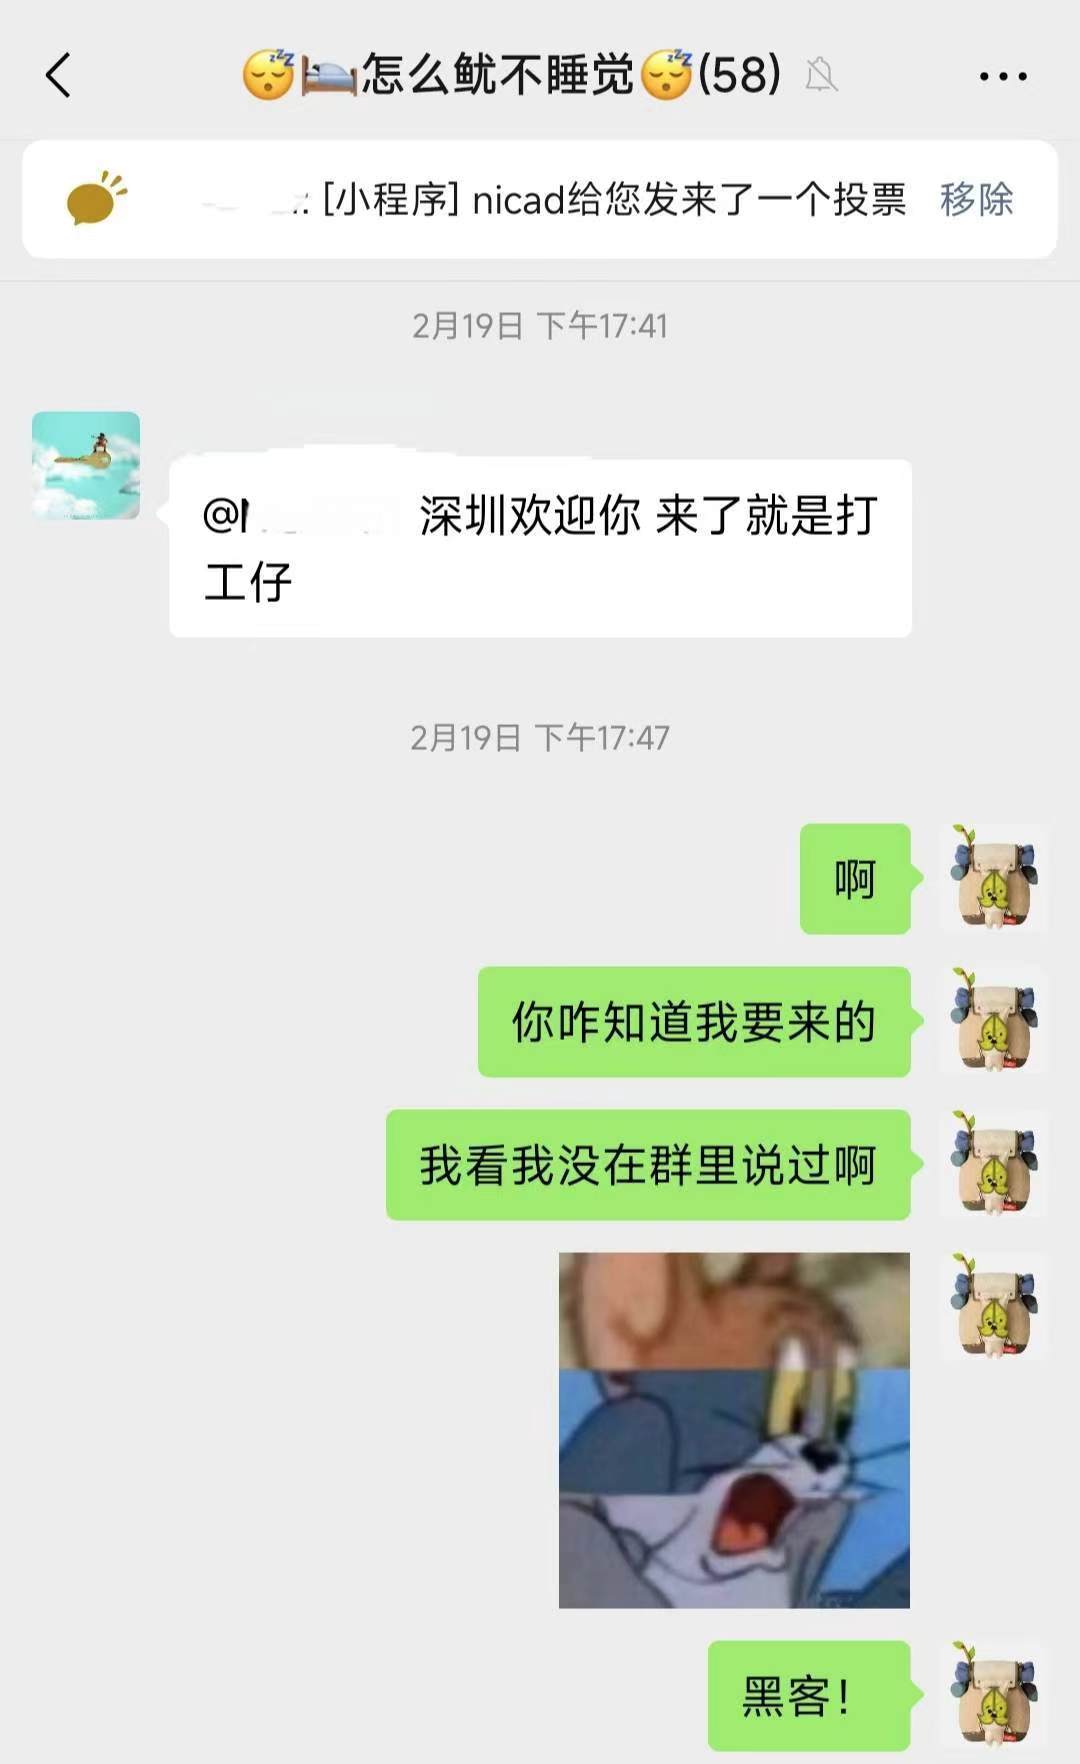 😴🛌怎么鱿不睡觉😴(58)
[小程序] nicad给您发来了一个投票 移除
2月19日 下午17:41
深圳欢迎你 来了就是打
工仔
2月19日 下午17:47
啊
你咋知道我要来的
我看我没在群里说过啊
黑客！